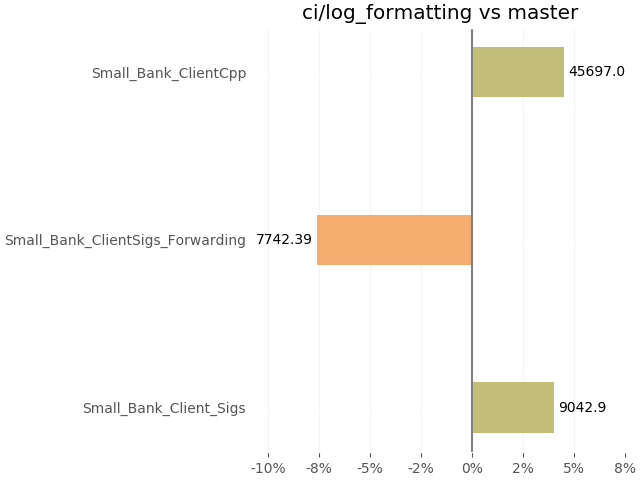 ci/log_formatting vs master
Small_Bank_ClientCpp
45697.0
Small_Bank_ClientSigs_Forwarding
7742.39
Small_Bank_Client_Sigs
9042.9
-10% -8% -5% -2% 0% 2% 5% 8%